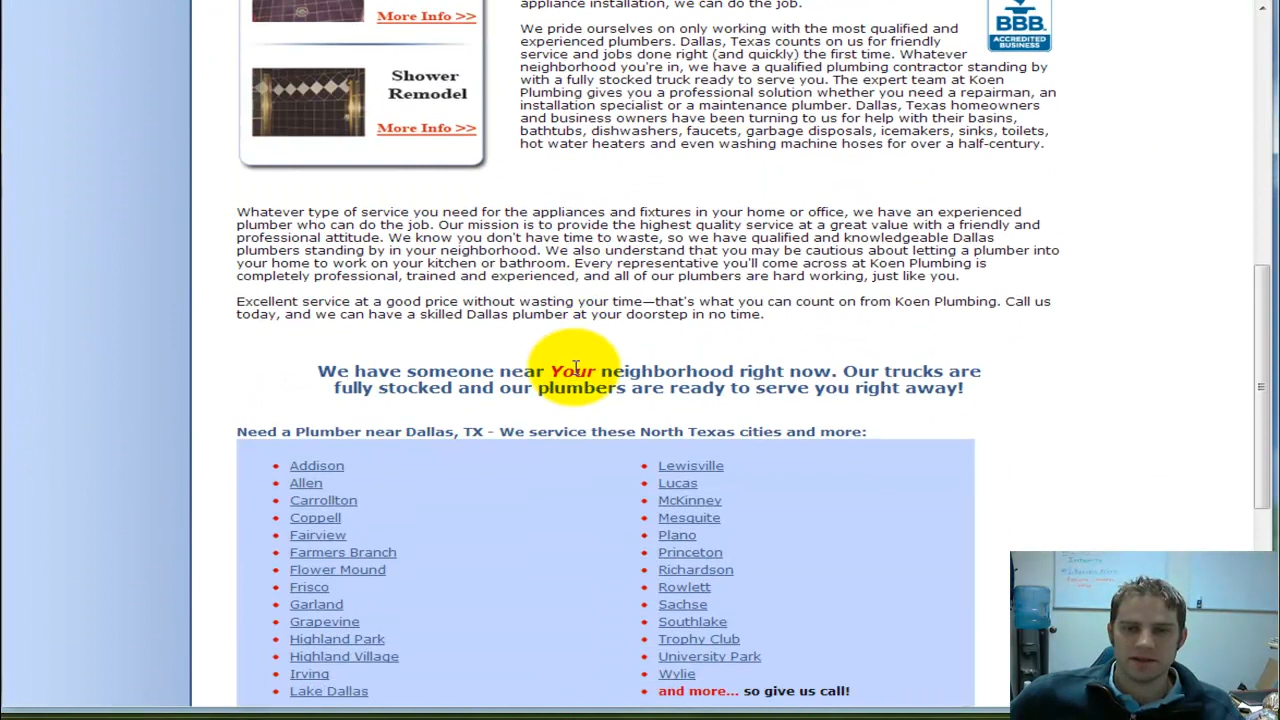 More Info >>
Shower
Remodel
More Info >>
appliance installation, we can do the job.
BBB.
ACCREDITED
BUSINESS
We pride ourselves on only working with the most qualified and
experienced plumbers. Dallas, Texas counts on us for friendly
service and jobs done right (and quickly) the first time. Whatever
neighborhood you're in, we have a qualified plumbing contractor standing by
with a fully stocked truck ready to serve you. The expert team at Koen
Plumbing gives you a professional solution whether you need a repairman, an
installation specialist or a maintenance plumber. Dallas, Texas homeowners
and business owners have been turning to us for help with their basins,
bathtubs, dishwashers, faucets, garbage disposals, icemakers, sinks, toilets,
hot water heaters and even washing machine hoses for over a half-century.
Whatever type of service you need for the appliances and fixtures in your home or office, we have an experienced
plumber who can do the job. Our mission is to provide the highest quality service at a great value with a friendly and
professional attitude. We know you don't have time to waste, so we have qualified and knowledgeable Dallas
plumbers standing by in your neighborhood. We also understand that you may be cautious about letting a plumber into
your home to work on your kitchen or bathroom. Every representative you'll come across at Koen Plumbing is
completely professional, trained and experienced, and all of our plumbers are hard working, just like you.
Excellent service at a good price without wasting your time—that's what you can count on from Koen Plumbing. Call us
today, and we can have a skilled Dallas plumber at your doorstep in no time.
We have someone near Your neighborhood right now. Our trucks are
fully stocked and our plumbers are ready to serve you right away!
Need a Plumber near Dallas, TX - We service these North Texas cities and more:
Addison
Allen
Carrollton
Coppell
Fairview
Farmers Branch
Flower Mound
Frisco
Garland
Grapevine
Highland Park
Highland Village
Irving
Lake Dallas
Lewisville
Lucas
McKinney
Mesquite
Plano
Princeton
Richardson
Rowlett
Sachse
Southlake
Trophy Club
University Park
Wylie
and more... so give us call!